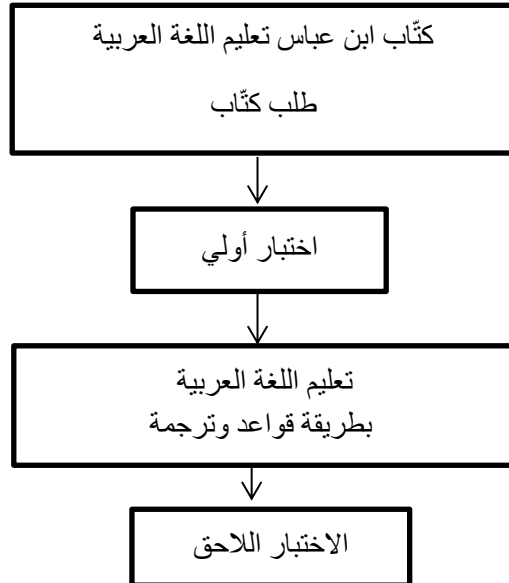 كتّاب ابن عباس تعليم اللغة العربية
طلب كتّاب
اختبار أولي
تعليم اللغة العربية
بطريقة قواعد وترجمة
الاختبار اللاحق